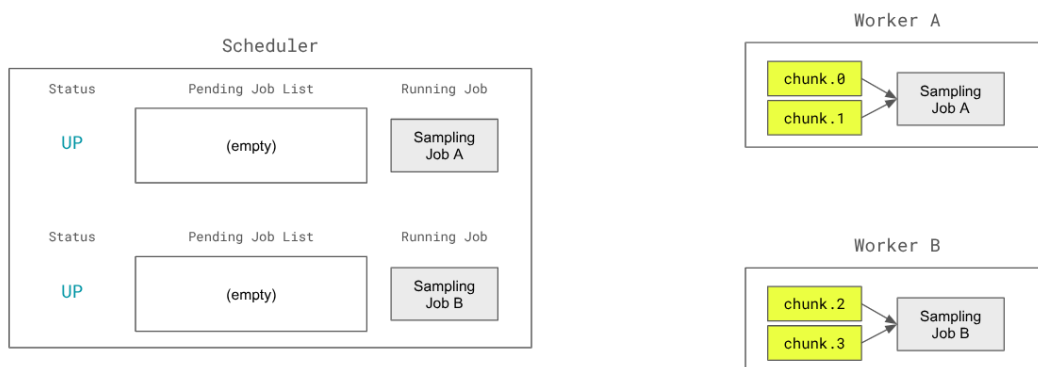 Scheduler
Status
Pending Job List
Running Job
UP
(empty)
Sampling
Job A
Status
Pending Job List
Running Job
UP
(empty)
Sampling
Job B
Worker A
chunk.0
chunk.1
Sampling
Job A
Worker B
chunk.2
chunk.3
Sampling
Job B